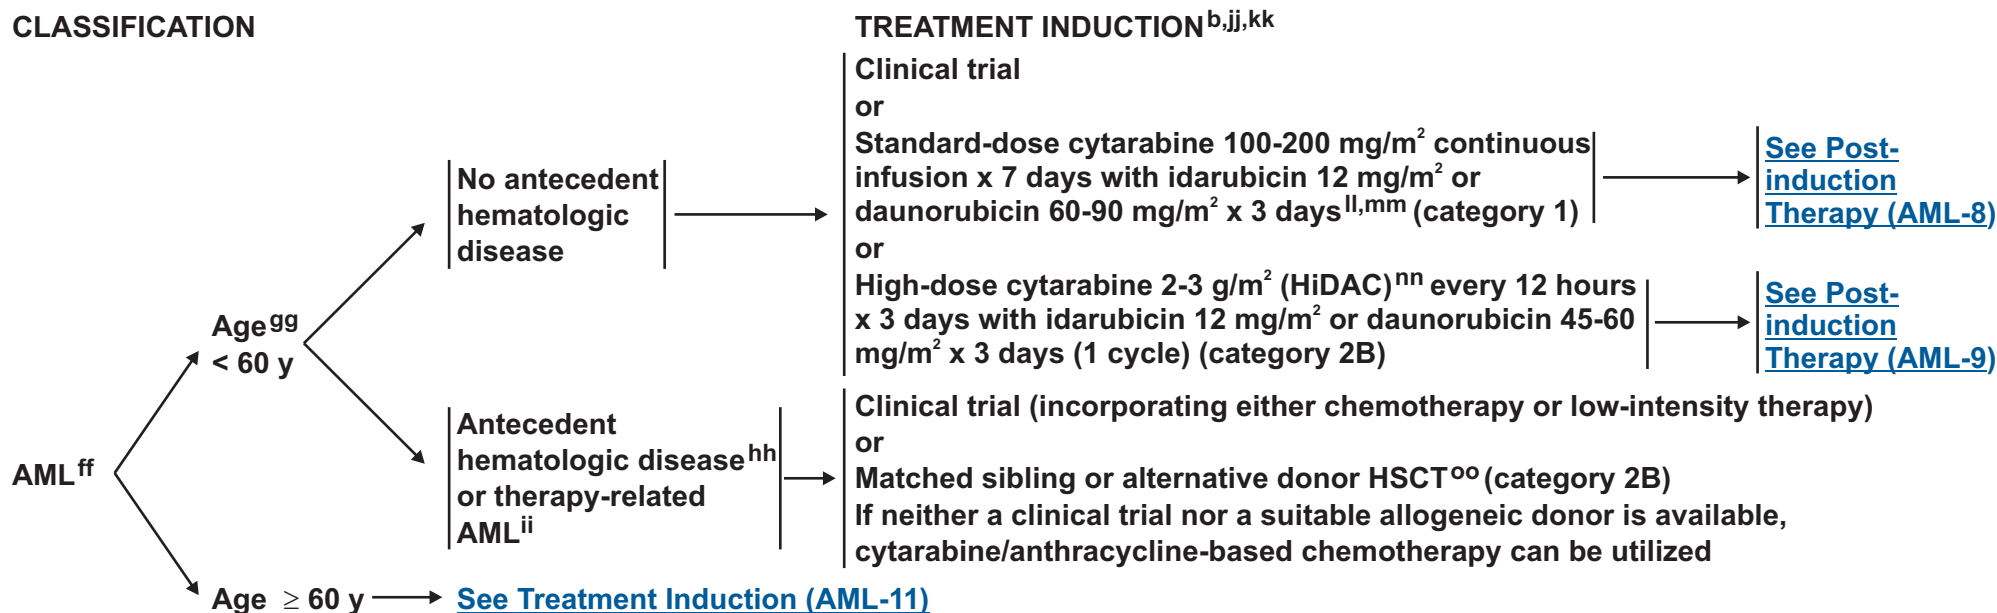 CLASSIFICATION
TREATMENT INDUCTION b,jj,kk
Clinical trial
or
Standard-dose cytarabine 100-200 mg/m² continuous
infusion x 7 days with idarubicin 12 mg/m² or
daunorubicin 60-90 mg/m² x 3 days ll,mm (category 1)
or
High-dose cytarabine 2-3 g/m² (HiDAC) nn every 12 hours
x 3 days with idarubicin 12 mg/m² or daunorubicin 45-60
mg/m² x 3 days (1 cycle) (category 2B)
See Post-
induction
Therapy (AML-8)
See Post-
induction
Therapy (AML-9)
No antecedent
hematologic
disease
Age gg
< 60 y
AML ff
Antecedent
hematologic disease hh
or therapy-related
AML ii
Clinical trial (incorporating either chemotherapy or low-intensity therapy)
or
Matched sibling or alternative donor HSCT oo (category 2B)
If neither a clinical trial nor a suitable allogeneic donor is available,
cytarabine/anthracycline-based chemotherapy can be utilized
Age ≥ 60 y
See Treatment Induction (AML-11)